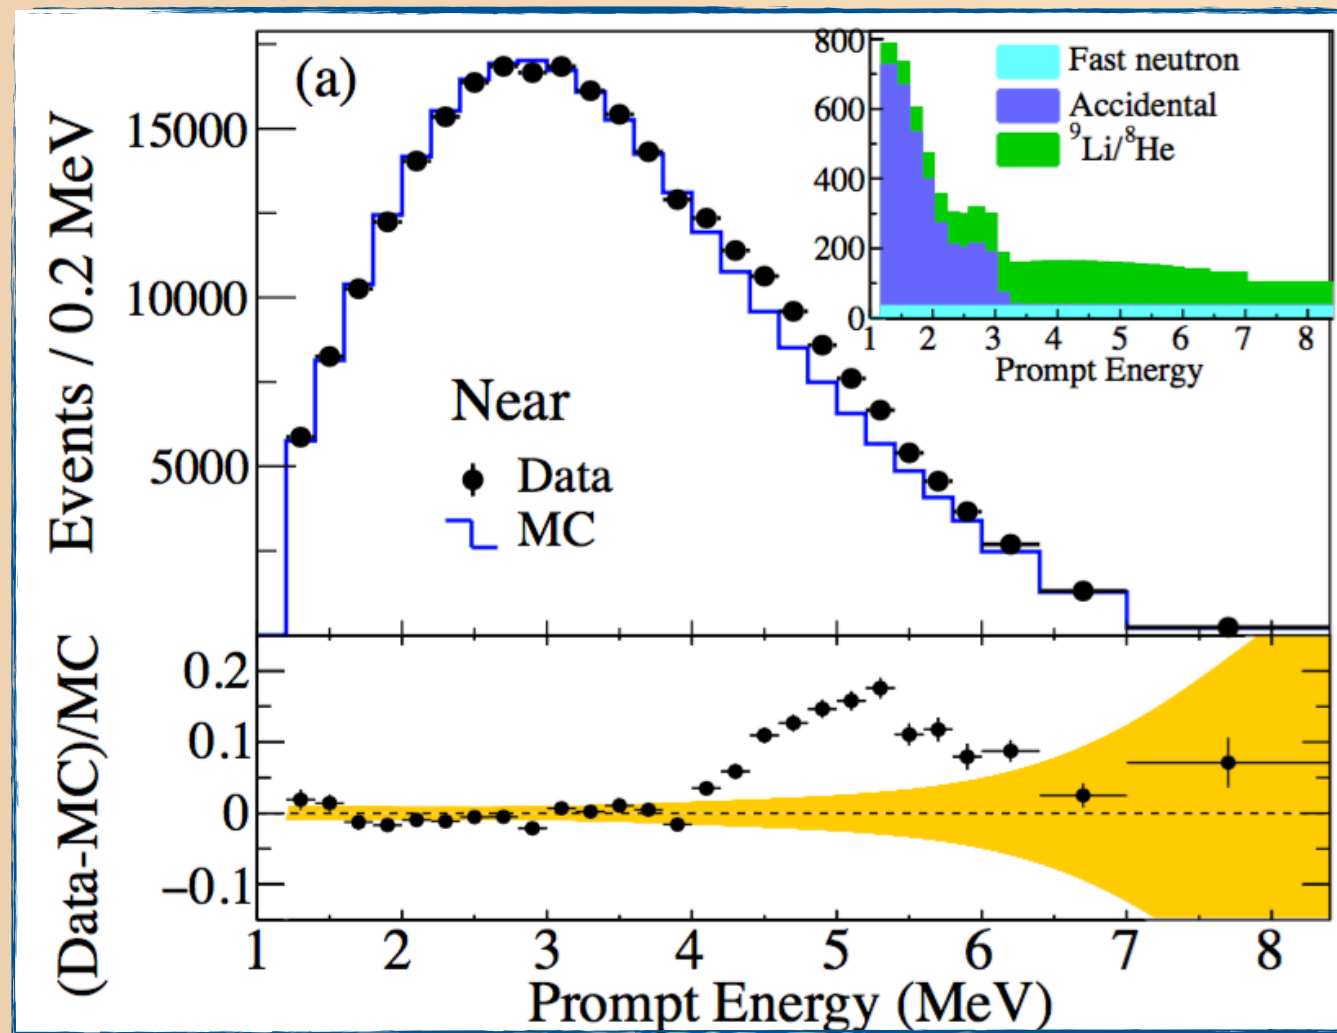 (a)
Events / 0.2 MeV
15000
10000
5000
Near
Data
MC
800
600
400
200
0
Fast neutron
Accidental
⁹Li/⁸He
1 2 3 4 5 6 7 8
Prompt Energy
(Data-MC)/MC
0.2
0.1
0
−0.1
1 2 3 4 5 6 7 8
Prompt Energy (MeV)